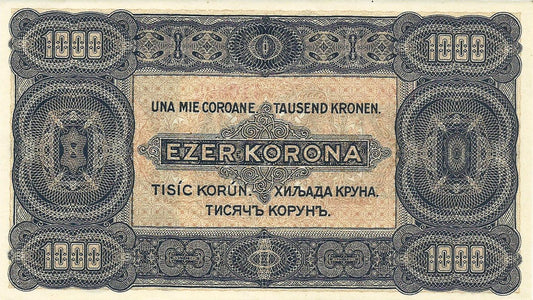 1000 1000
UNA MIE COROANE TAUSEND KRONEN.
EZER KORONA
TISÍC KORÚN. ХИЉАДА КРУНА.
ТИСЯЧЪ КОРУНЪ.
1000 1000